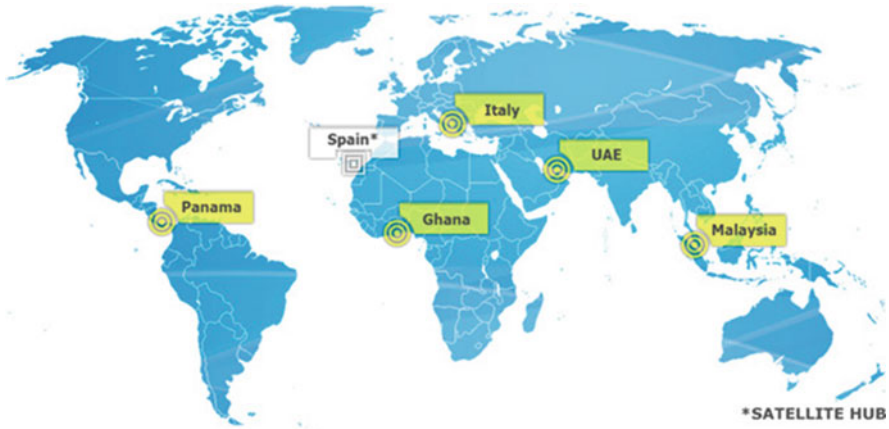 Italy
Spain*
UAE
Panama
Ghana
Malaysia
*SATELLITE HUB